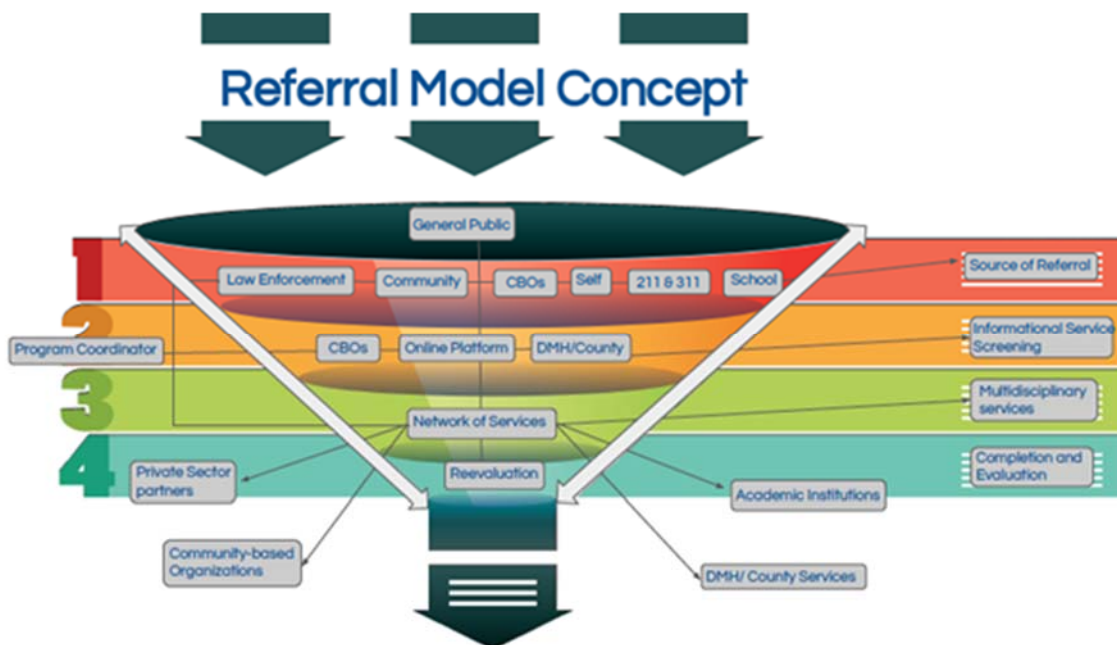 Referral Model Concept
General Public
1
Law Enforcement
Community
CBOs
Self
211 & 311
School
Source of Referral
2
Program Coordinator
CBOs
Online Platform
DMH/County
Informational Service
Screening
3
Network of Services
Multidisciplinary
services
4
Private Sector
partners
Reevaluation
Academic Institutions
Completion and
Evaluation
Community-based
Organizations
DMH/ County Services